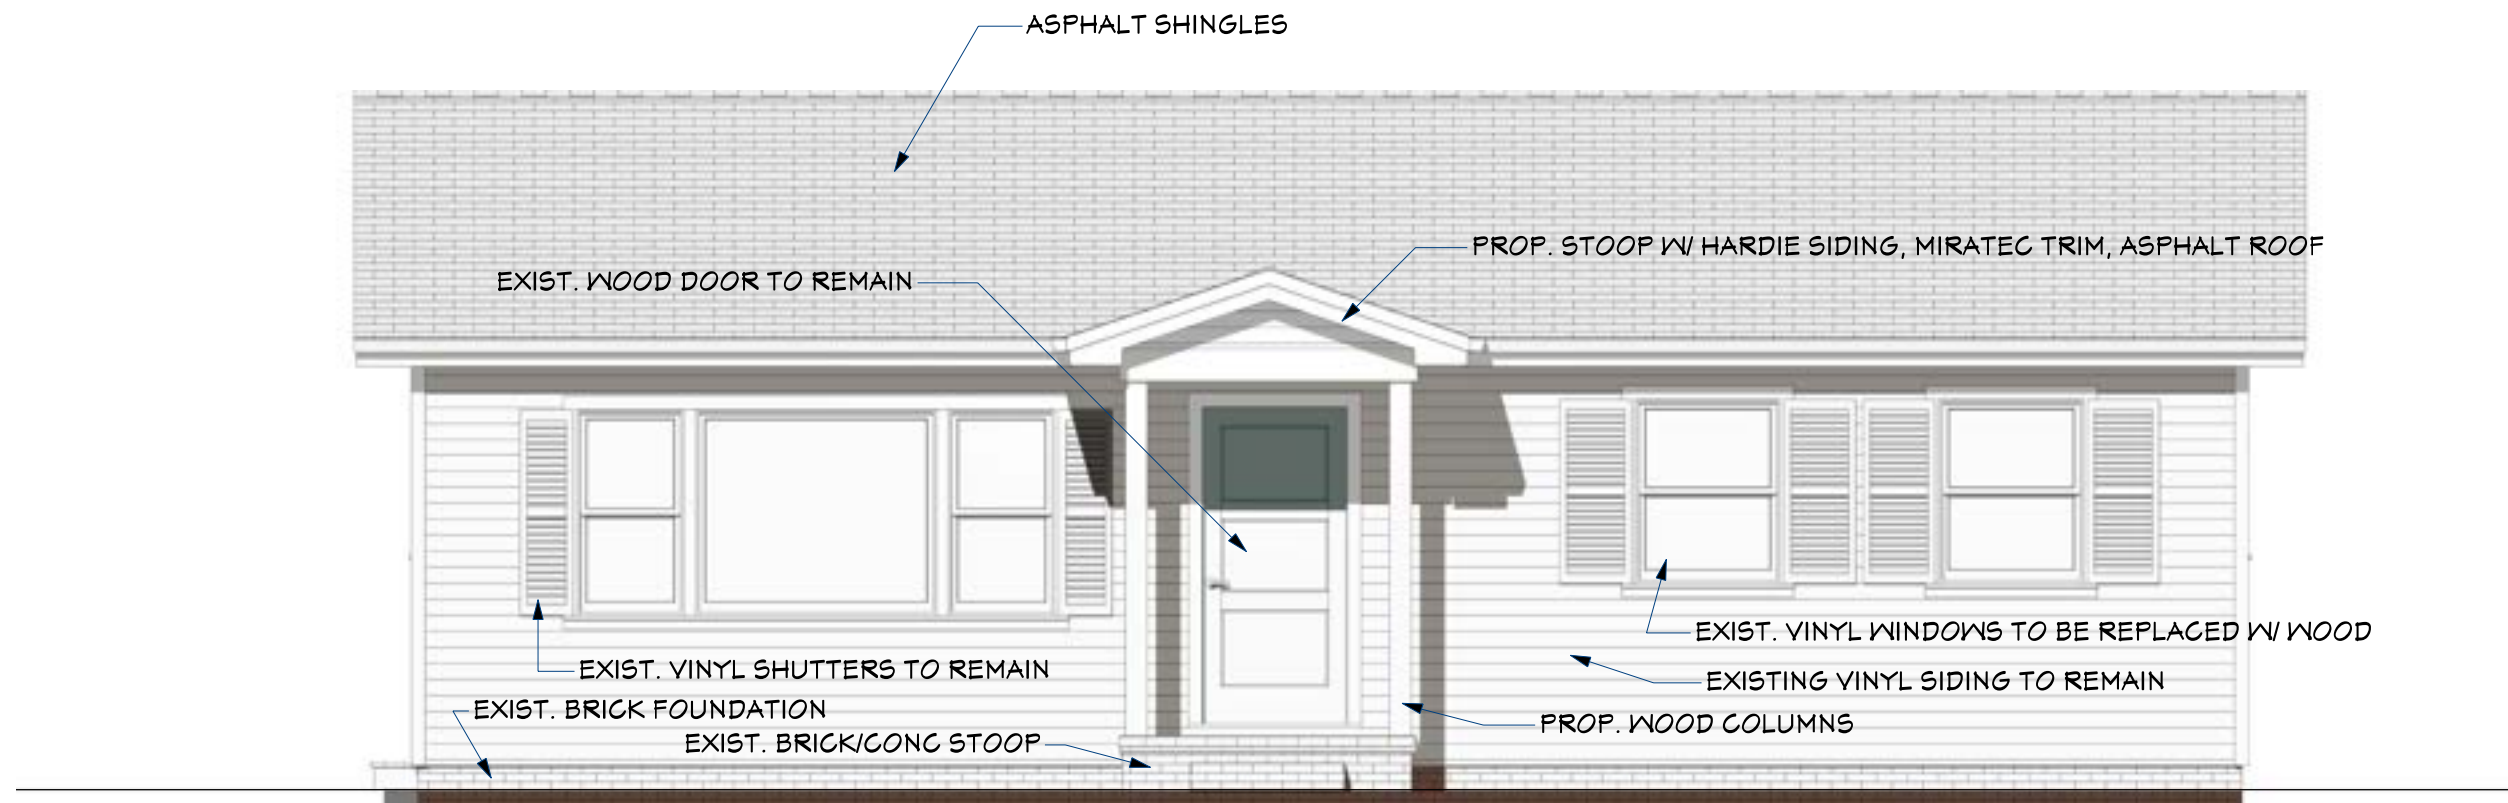 ASPHALT SHINGLES
PROP. STOOP W/ HARDIE SIDING, MIRATEC TRIM, ASPHALT ROOF
EXIST. WOOD DOOR TO REMAIN
EXIST. VINYL WINDOWS TO BE REPLACED W/ WOOD
EXIST. VINYL SHUTTERS TO REMAIN
EXISTING VINYL SIDING TO REMAIN
EXIST. BRICK FOUNDATION
PROP. WOOD COLUMNS
EXIST. BRICK/CONC STOOP